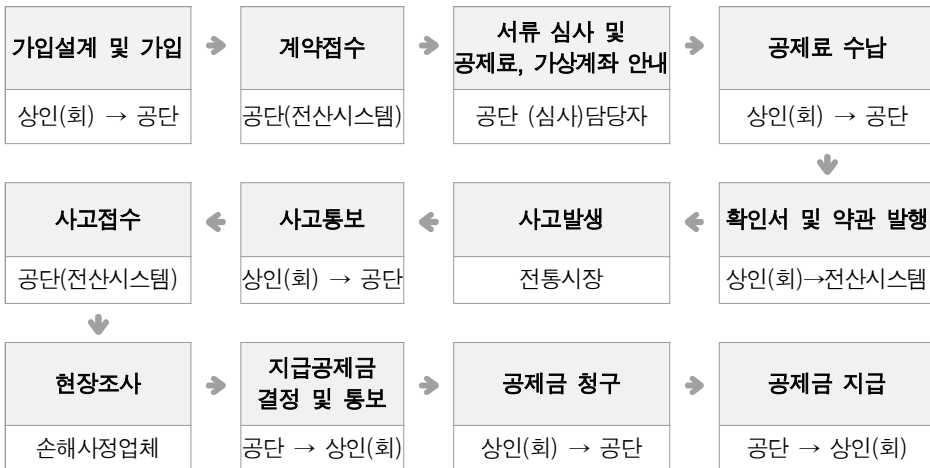 가입설계 및 가입
상인(회) → 공단
계약접수
공단(전산시스템)
서류 심사 및
공제료, 가상계좌 안내
공단 (심사)담당자
공제료 수납
상인(회) → 공단
확인서 및 약관 발행
상인(회)→전산시스템
사고발생
전통시장
사고통보
상인(회) → 공단
사고접수
공단(전산시스템)
현장조사
손해사정업체
지급공제금
결정 및 통보
공단 → 상인(회)
공제금 청구
상인(회) → 공단
공제금 지급
공단 → 상인(회)